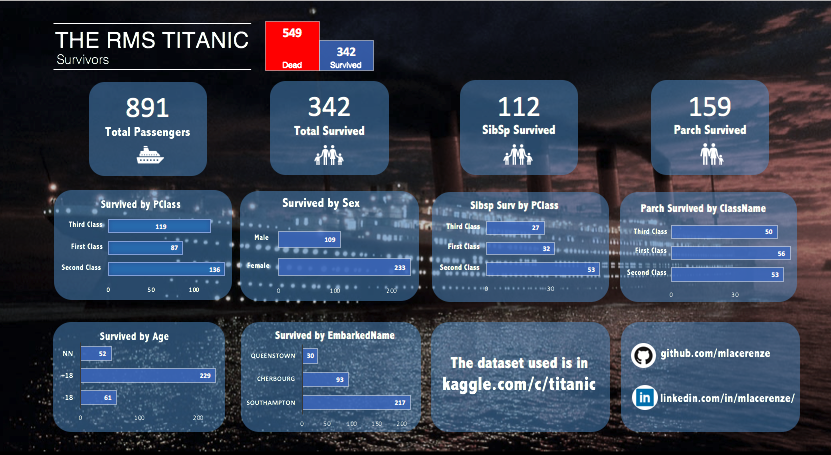 THE RMS TITANIC
Survivors
549
Dead
342
Survived
891
Total Passengers
342
Total Survived
112
SibSp Survived
159
Parch Survived
Survived by PClass
Third Class
119
First Class
87
Second Class
136
0 50 100
Survived by Sex
Male
109
Female
233
0 100 200
Sibsp Surv by PClass
Third Class
27
First Class
32
Second Class
53
0 30
Parch Survived by ClassName
Third Class
50
First Class
56
Second Class
53
0 30
Survived by Age
NN
52
+18
229
-18
61
0 100 200
Survived by EmbarkedName
QUEENSTOWN
30
CHERBOURG
93
SOUTHAMPTON
217
0 50 100 150 200
The dataset used is in
kaggle.com/c/titanic
github.com/mlacerenze
in linkedin.com/in/mlacerenze/